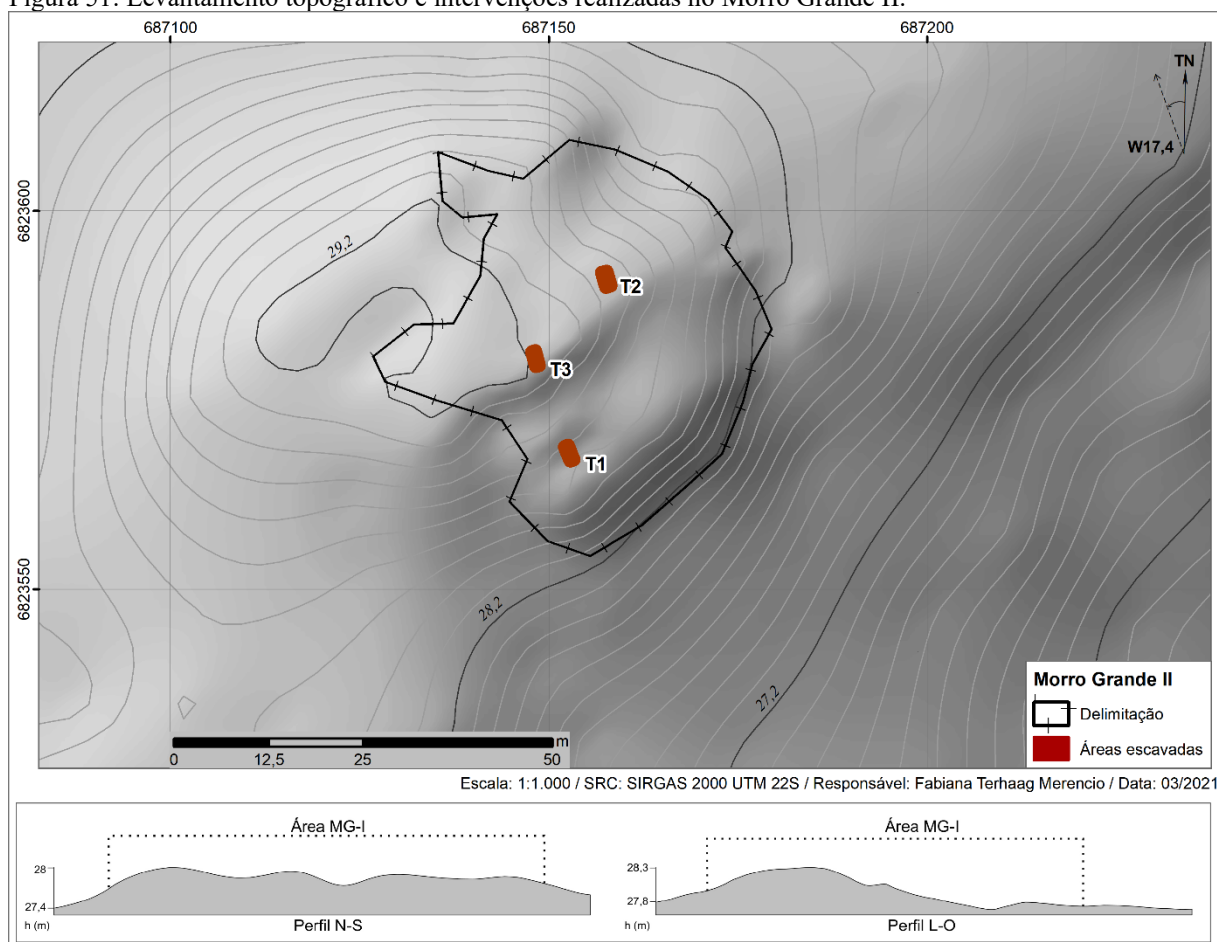 Figura 51. Levantamento topográfico e intervenções realizadas no Morro Grande II.
687100 687150 687200
TN
W17,4
6823600
29,2
T2
T3
T1
6823550
28,2
27,2
Morro Grande II
Delimitação
Áreas escavadas
m
0 12,5 25 50
Escala: 1:1.000 / SRC: SIRGAS 2000 UTM 22S / Responsável: Fabiana Terhaag Merencio / Data: 03/2021
Área MG-I
28
27,4
h (m)
Perfil N-S
Área MG-I
28,3
27,8
h (m)
Perfil L-O